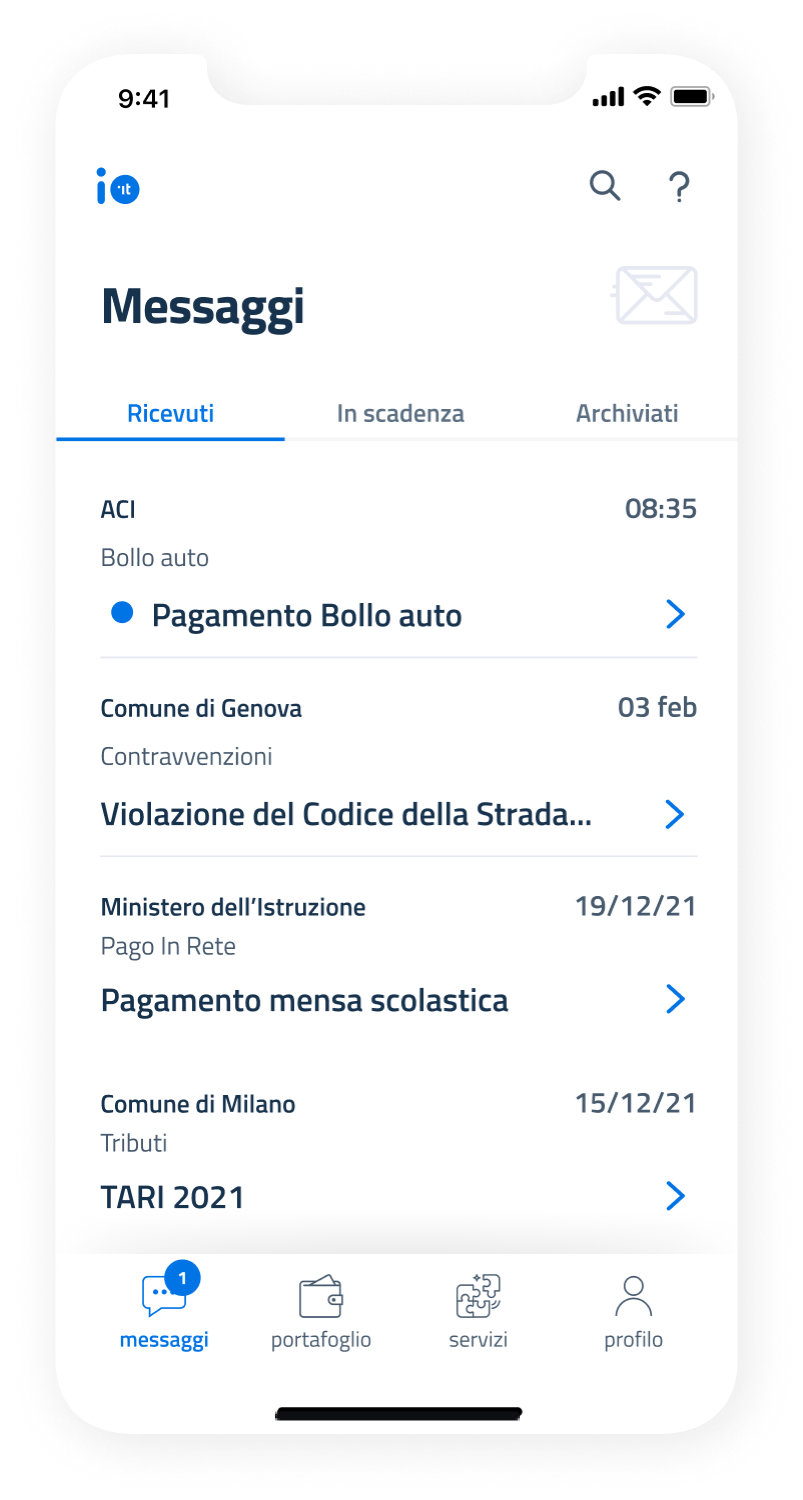 9:41
io it
?
Messaggi
Ricevuti In scadenza Archiviati
ACI 08:35
Bollo auto
Pagamento Bollo auto
Comune di Genova 03 feb
Contravvenzioni
Violazione del Codice della Strada...
Ministero dell’Istruzione 19/12/21
Pago In Rete
Pagamento mensa scolastica
Comune di Milano 15/12/21
Tributi
TARI 2021
1
messaggi portafoglio servizi profilo